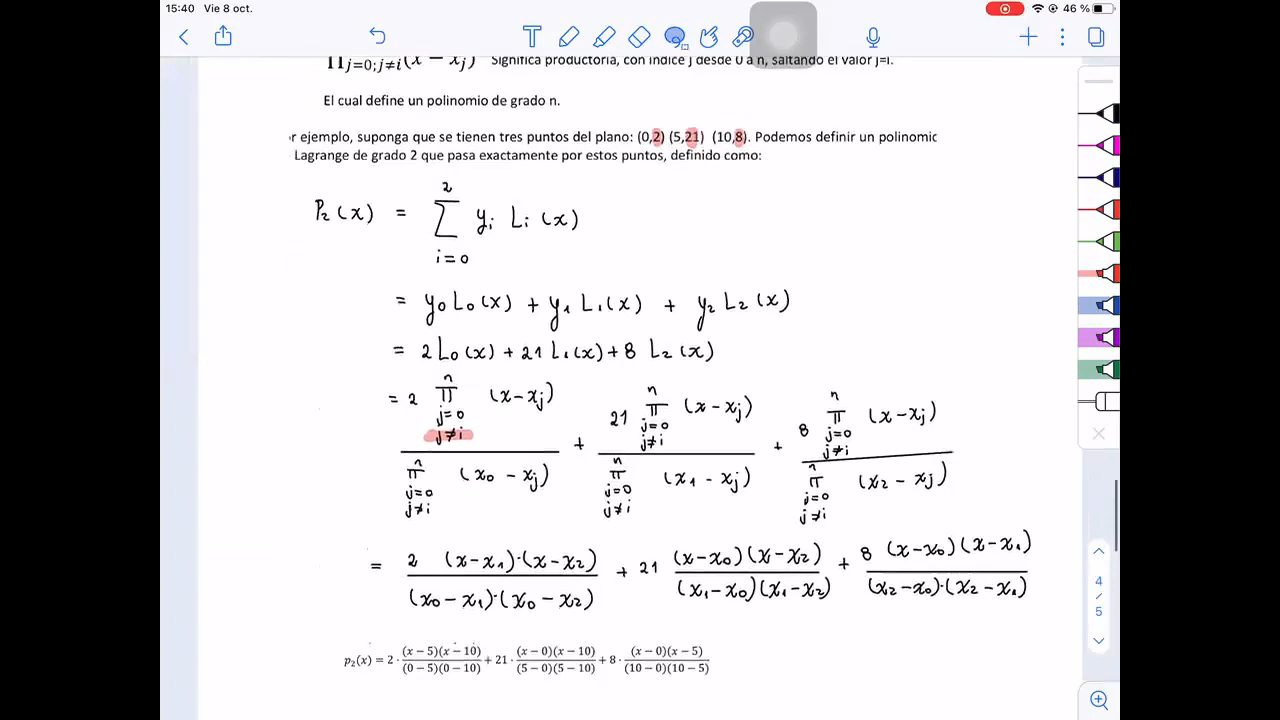 15:40 Vie 8 oct. 46 %
∏j=0;j≠i(x − xj) Significa productoria, con índice j desde 0 a n, saltando el valor j=i.
El cual define un polinomio de grado n.
r ejemplo, suponga que se tienen tres puntos del plano: (0,2) (5,21) (10,8). Podemos definir un polinomio
Lagrange de grado 2 que pasa exactamente por estos puntos, definido como:
P₂(x) = 2 ∑ i=0 yi Li (x)
= y0 L0(x) + y1 L1(x) + y2 L2(x)
= 2 L0(x) + 21 L1(x) + 8 L2(x)
= 2 n Π j=0 j≠i (x-xj) / n Π j=0 j≠i (x0 - xj) + 21 n Π j=0 j≠i (x-xj) / n Π j=0 j≠i (x1 - xj) + 8 n Π j=0 j≠i (x-xj) / n Π j=0 j≠i (x2 - xj)
= 2 (x-x1)·(x-x2) / (x0-x1)·(x0-x2) + 21 (x-x0)(x-x2) / (x1-x0)(x1-x2) + 8 (x-x0)(x-x1) / (x2-x0)·(x2-x1)
p₂(x) = 2 · (x − 5)(x − 10) / (0 − 5)(0 − 10) + 21 · (x − 0)(x − 10) / (5 − 0)(5 − 10) + 8 · (x − 0)(x − 5) / (10 − 0)(10 − 5)
4
/
5